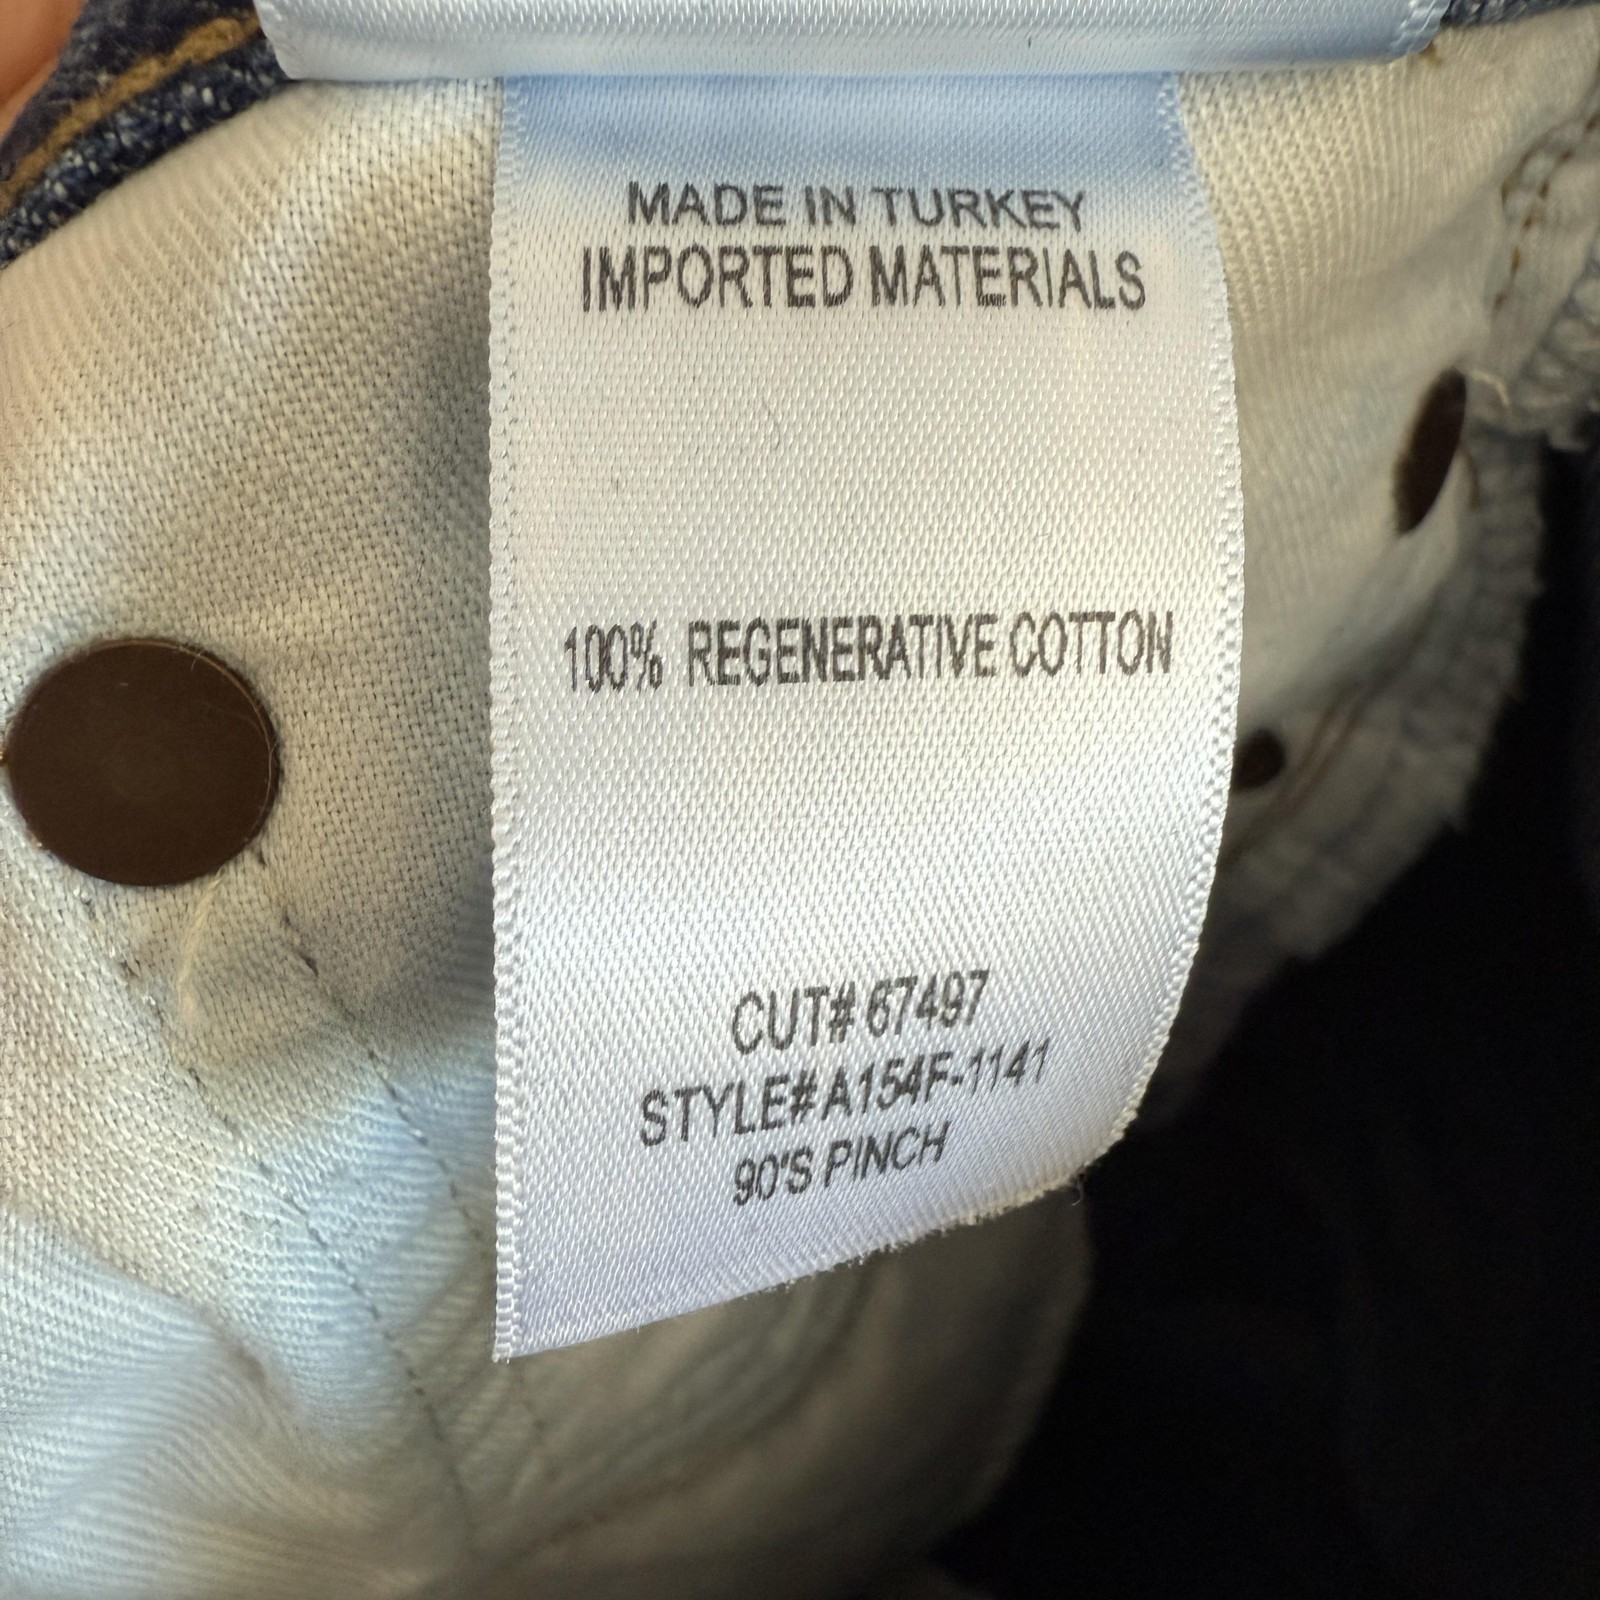 MADE IN TURKEY
IMPORTED MATERIALS
100% REGENERATIVE COTTON
CUT# 67497
STYLE# A154F-1141
90'S PINCH